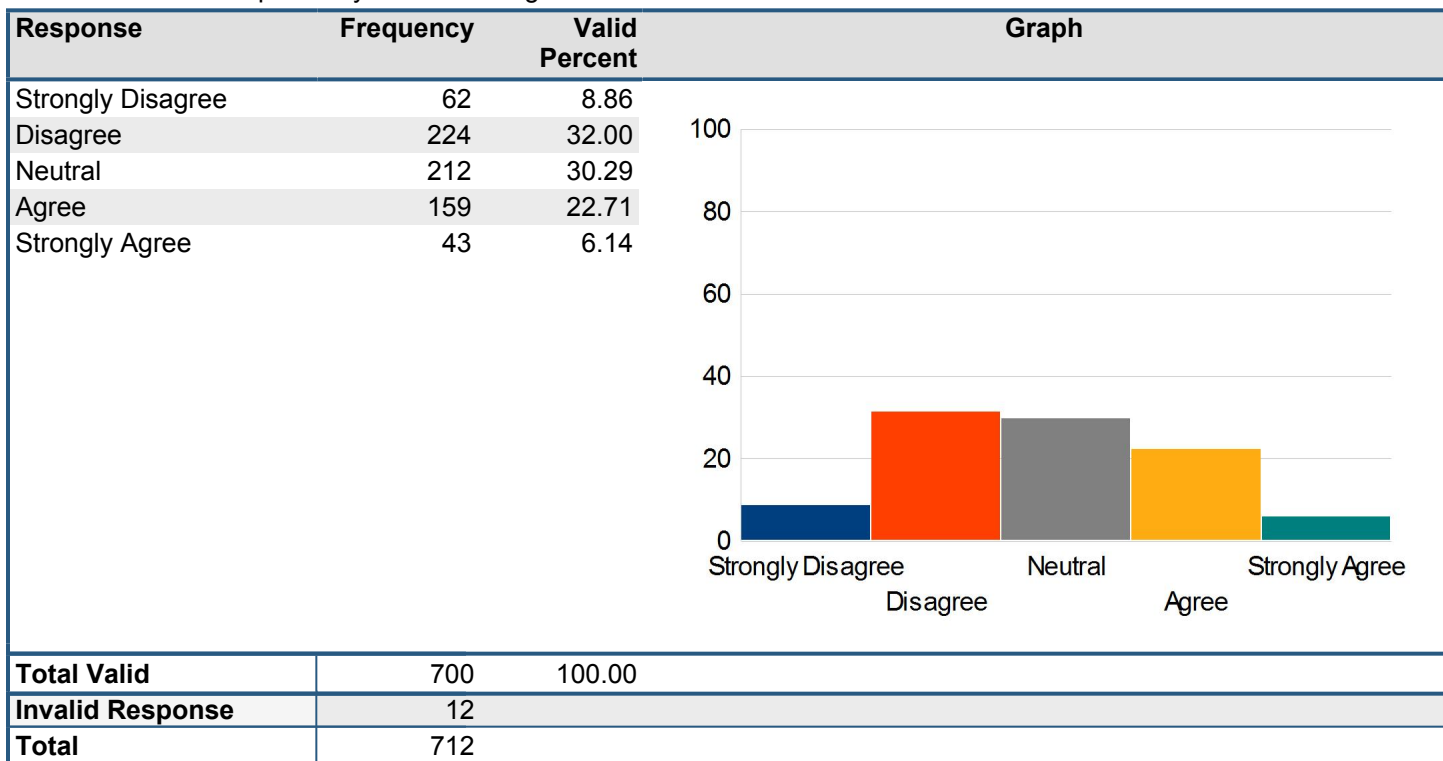 Response Frequency Valid Percent Graph
Strongly Disagree 62 8.86
Disagree 224 32.00
Neutral 212 30.29
Agree 159 22.71
Strongly Agree 43 6.14
100
80
60
40
20
0
Strongly Disagree Neutral Strongly Agree
Disagree Agree
Total Valid 700 100.00
Invalid Response 12
Total 712